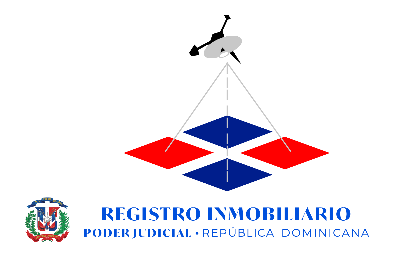 REGISTRO INMOBILIARIO
PODER JUDICIAL • REPÚBLICA DOMINICANA